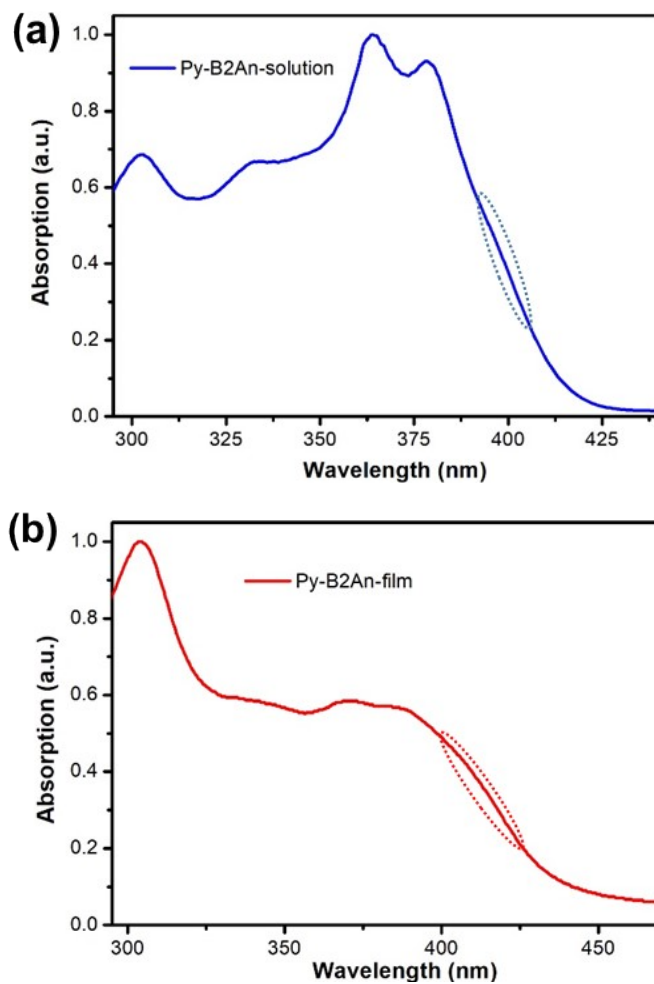 (a)
Absorption (a.u.)
1.0
0.8
0.6
0.4
0.2
0.0
Py-B2An-solution
300 325 350 375 400 425
Wavelength (nm)
(b)
Absorption (a.u.)
1.0
0.8
0.6
0.4
0.2
0.0
Py-B2An-film
300 350 400 450
Wavelength (nm)